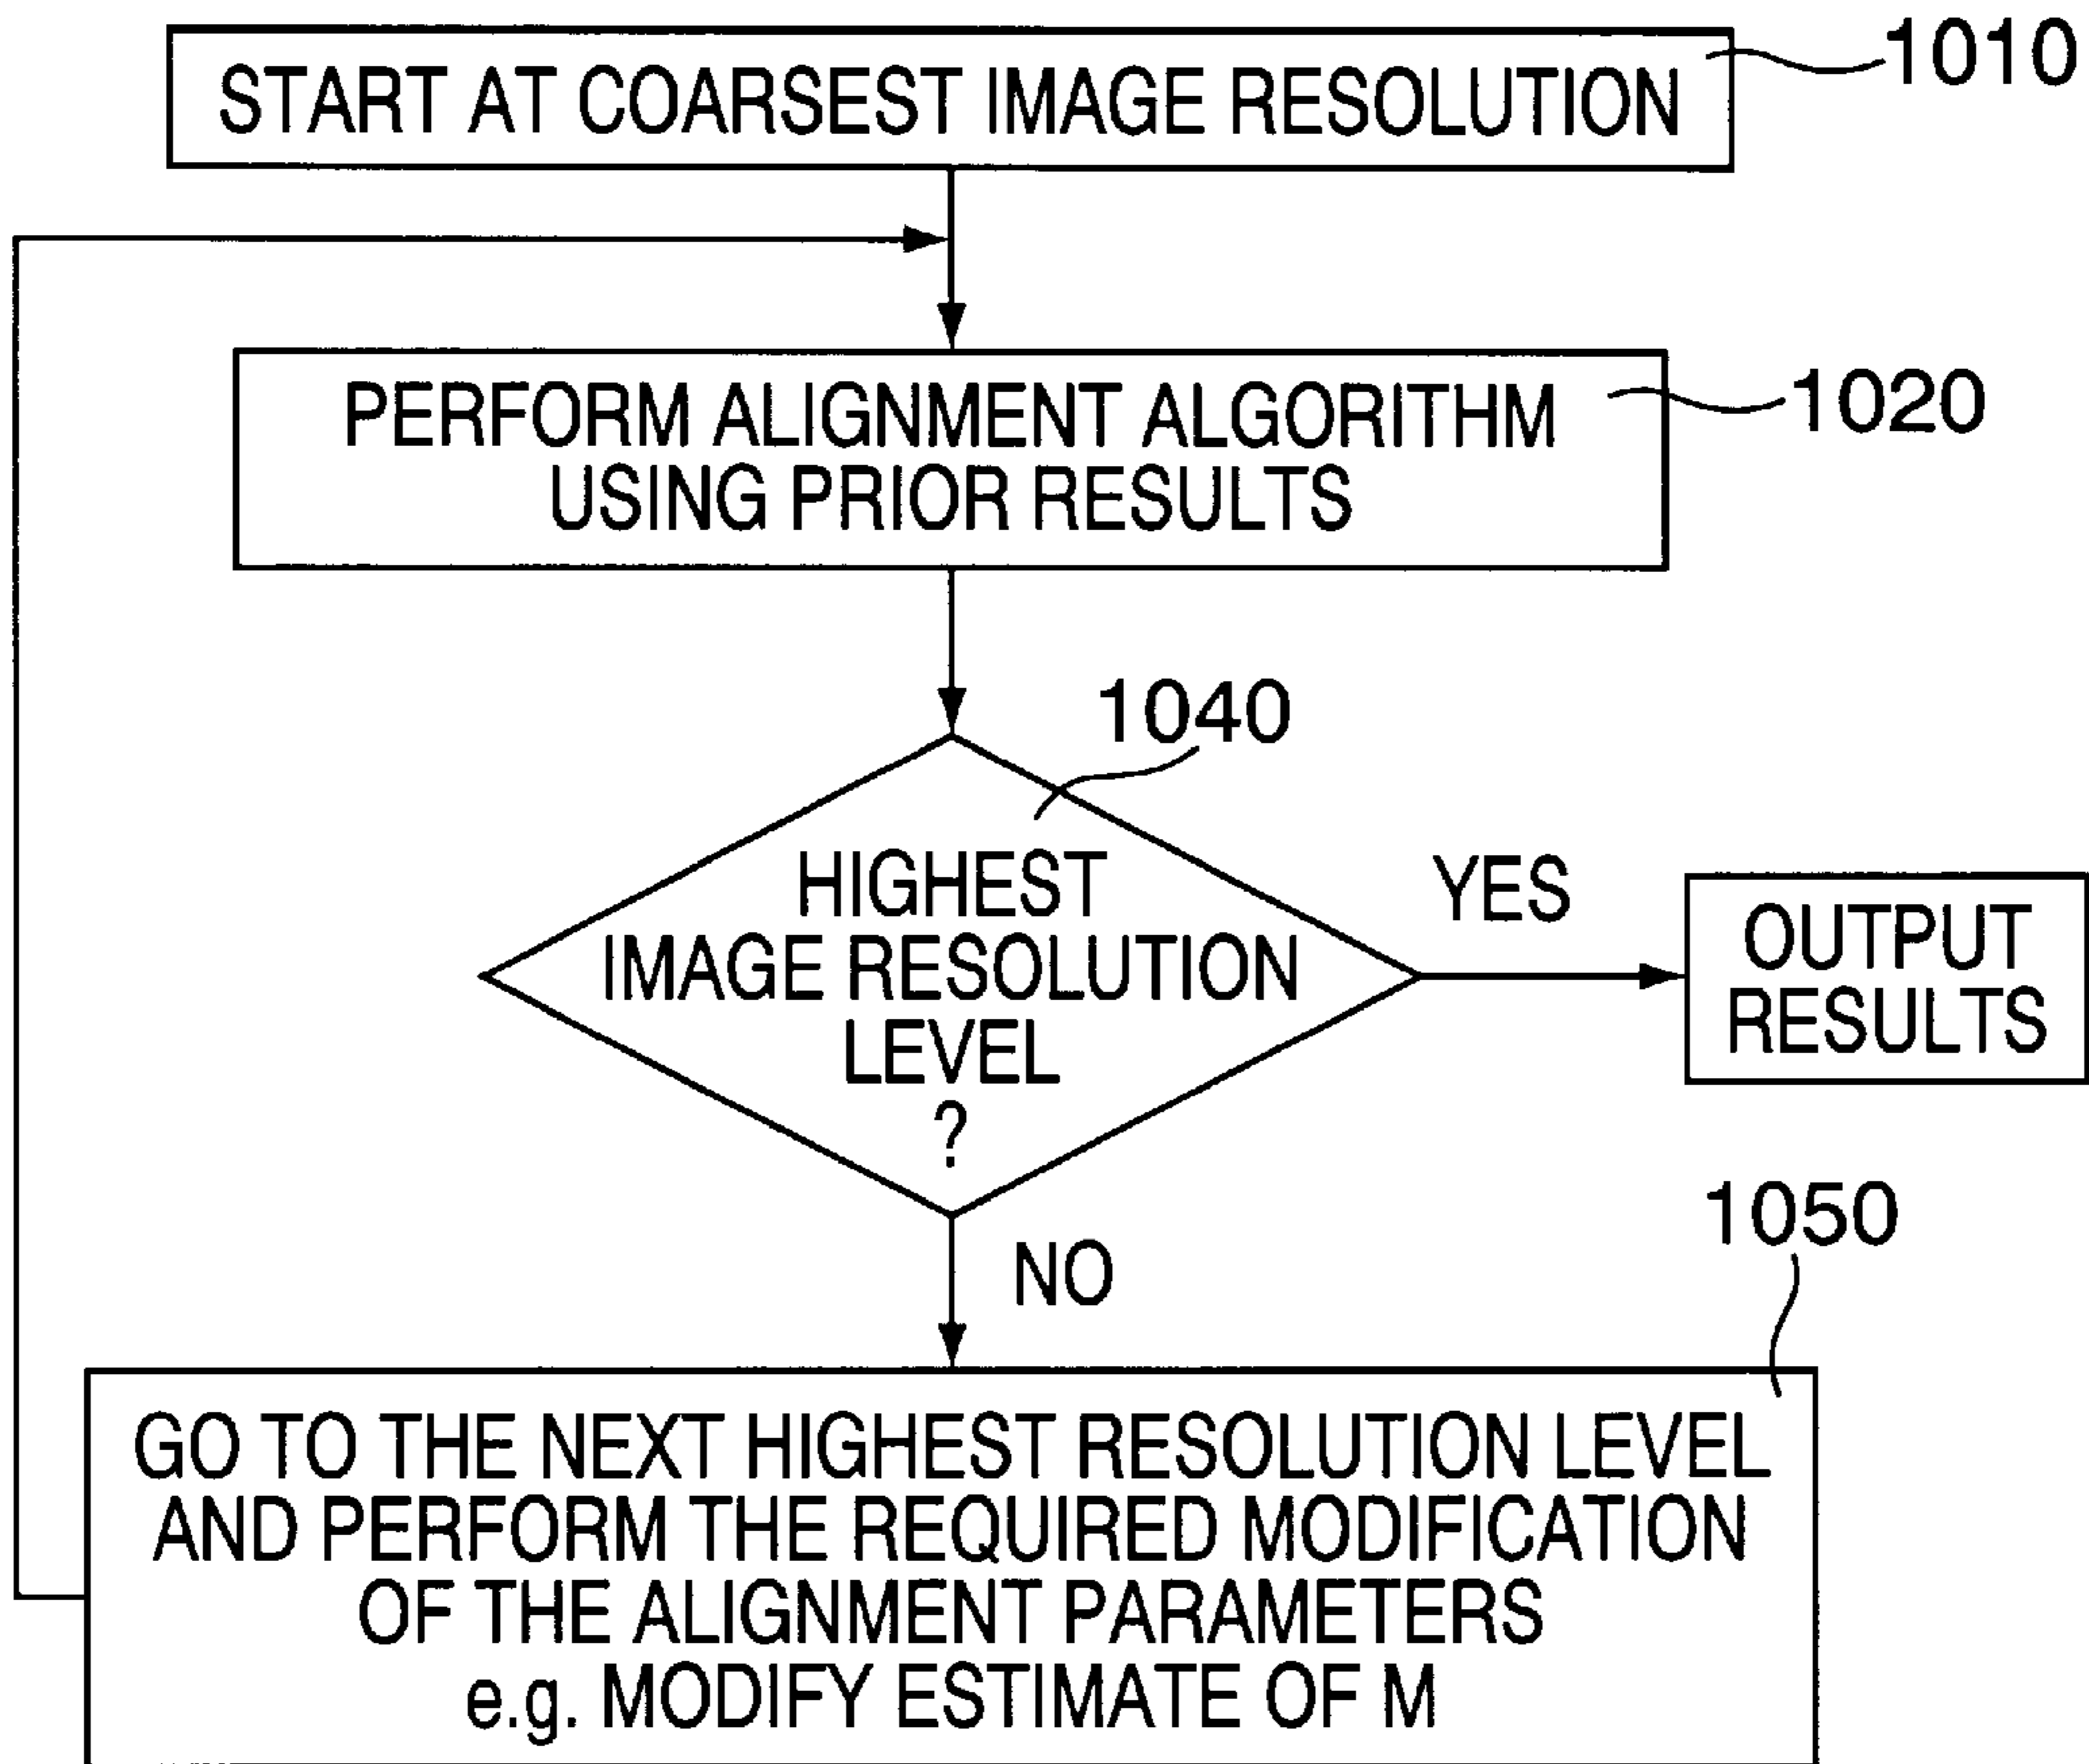 START AT COARSEST IMAGE RESOLUTION
1010
PERFORM ALIGNMENT ALGORITHM
USING PRIOR RESULTS
1020
1040
HIGHEST
IMAGE RESOLUTION
LEVEL
?
YES
OUTPUT
RESULTS
NO
1050
GO TO THE NEXT HIGHEST RESOLUTION LEVEL
AND PERFORM THE REQUIRED MODIFICATION
OF THE ALIGNMENT PARAMETERS
e.g. MODIFY ESTIMATE OF M